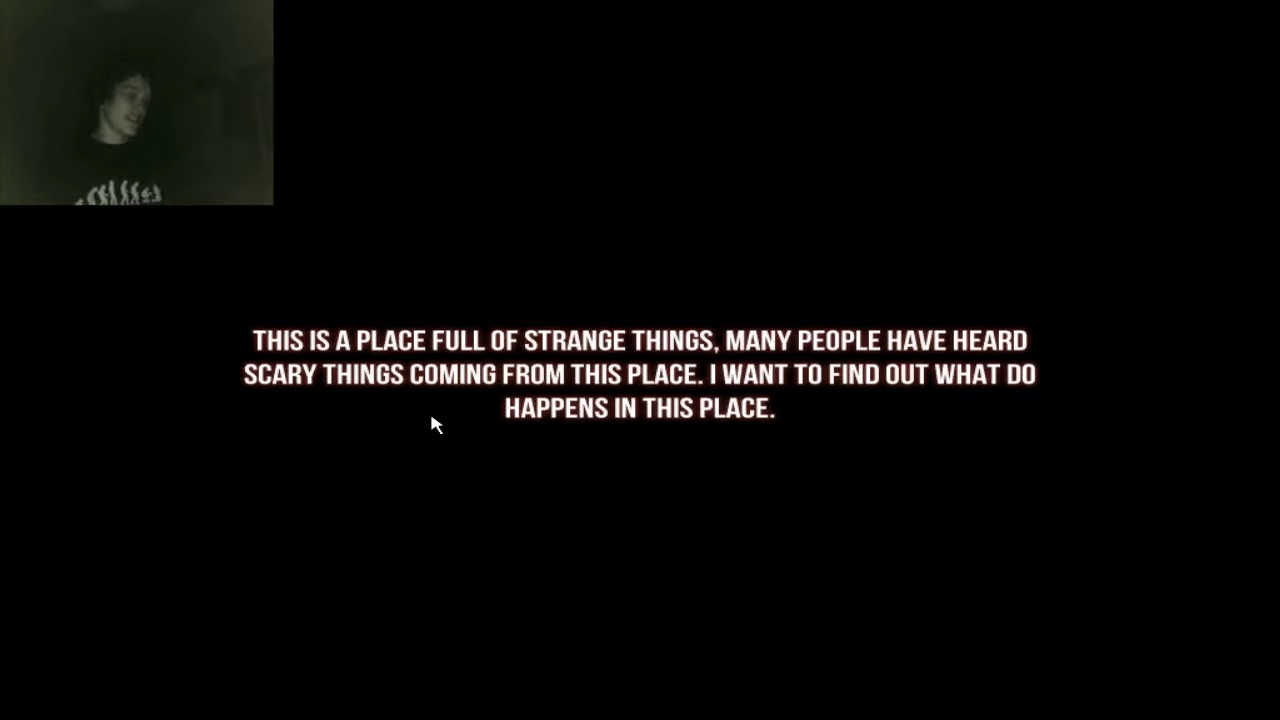 THIS IS A PLACE FULL OF STRANGE THINGS, MANY PEOPLE HAVE HEARD
SCARY THINGS COMING FROM THIS PLACE. I WANT TO FIND OUT WHAT DO
HAPPENS IN THIS PLACE.